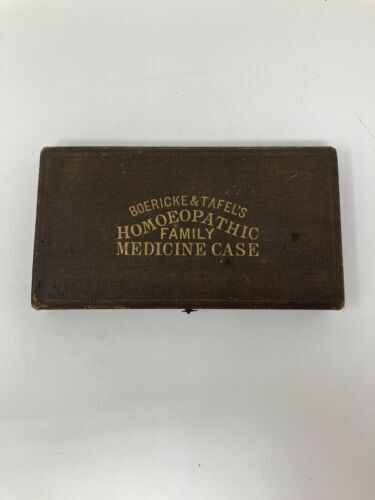 BOERICKE & TAFEL'S
HOMOEOPATHIC
FAMILY
MEDICINE CASE